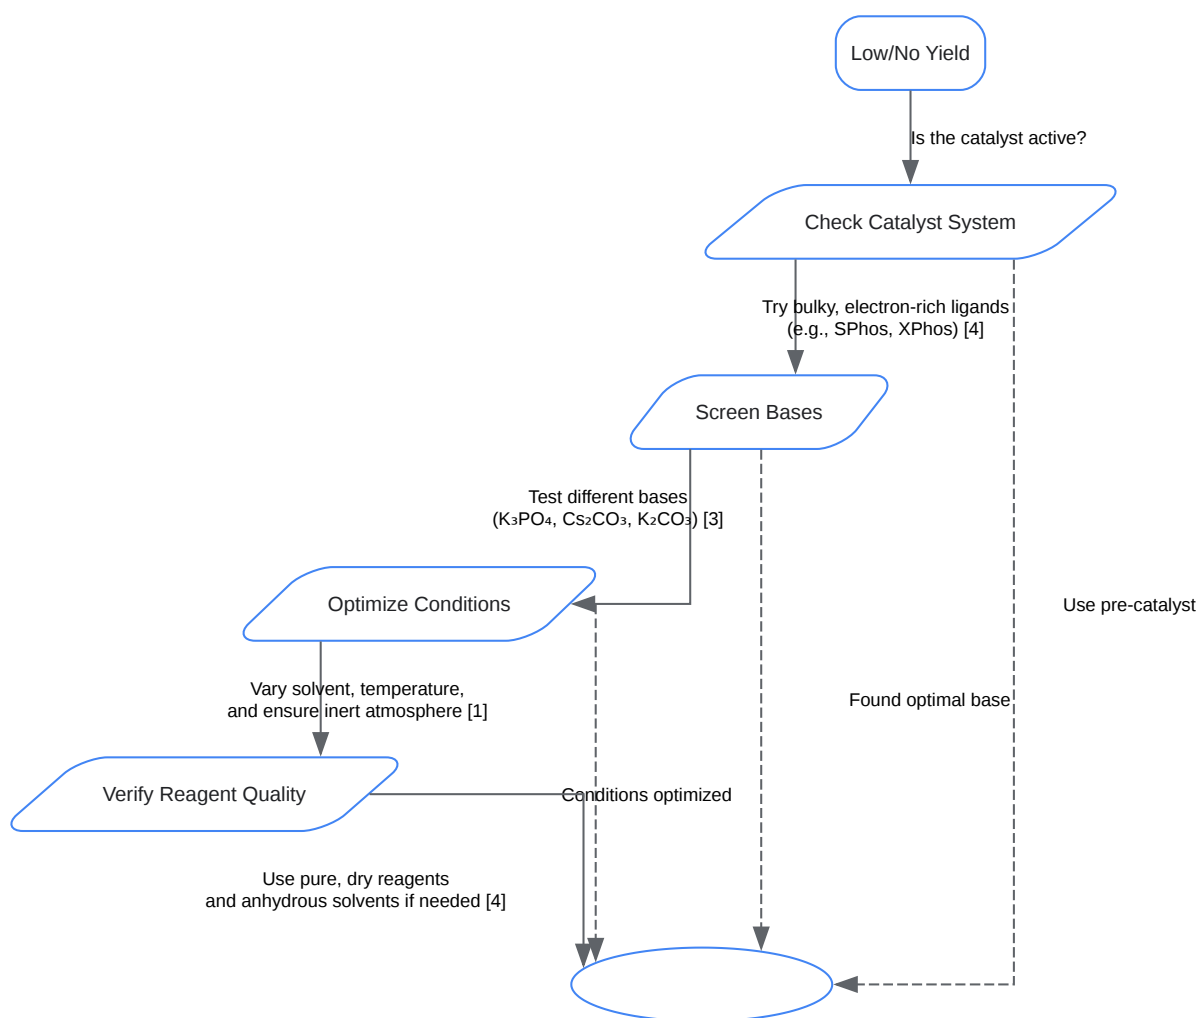 Low/No Yield
Is the catalyst active?
Check Catalyst System
Try bulky, electron-rich ligands
(e.g., SPhos, XPhos) [4]
Screen Bases
Test different bases
(K₃PO₄, Cs₂CO₃, K₂CO₃) [3]
Optimize Conditions
Use pre-catalyst
Vary solvent, temperature,
and ensure inert atmosphere [1]
Found optimal base
Verify Reagent Quality
Conditions optimized
Use pure, dry reagents
and anhydrous solvents if needed [4]